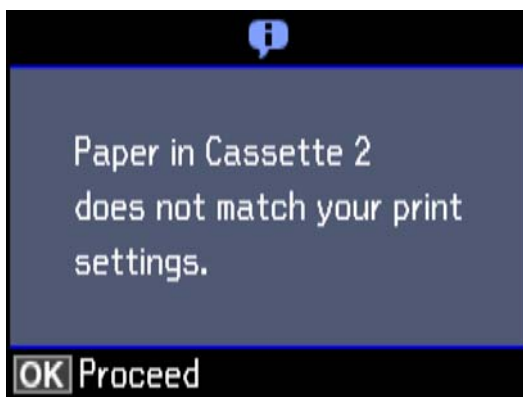 Paper in Cassette 2
does not match your print
settings.
OK Proceed